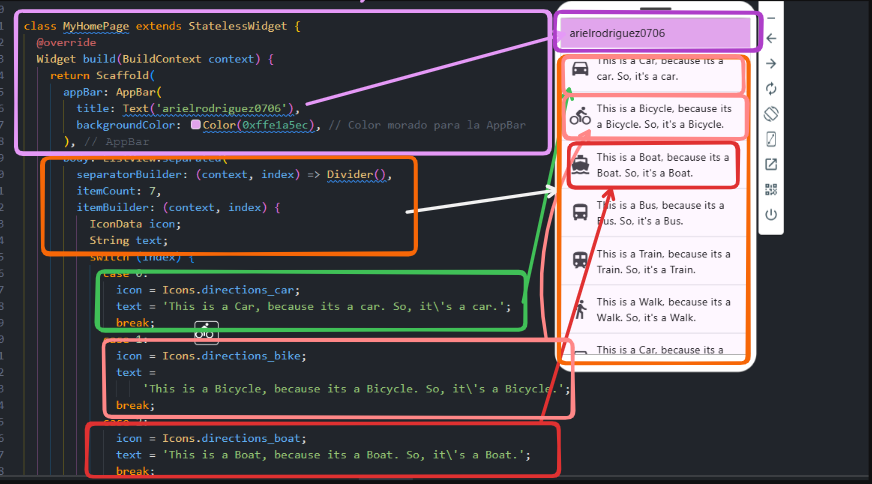 class MyHomePage extends StatelessWidget {
@override
Widget build(BuildContext context) {
return Scaffold(
appBar: AppBar(
title: Text('arielrodriguez0706'),
backgroundColor: Color(0xffe1a5ec), // Color morado para la AppBar
), // AppBar
body: ListView.separated(
separatorBuilder: (context, index) => Divider(),
itemCount: 7,
itemBuilder: (context, index) {
IconData icon;
String text;
switch (index) {
case 0:
icon = Icons.directions_car;
text = 'This is a Car, because its a car. So, it\'s a car.';
break;
case 1:
icon = Icons.directions_bike;
text =
'This is a Bicycle, because its a Bicycle. So, it\'s a Bicycle.';
break;
icon = Icons.directions_boat;
text = 'This is a Boat, because its a Boat. So, it\'s a Boat.';
break;
arielrodriguez0706
This is a Car, because its a
car. So, it's a car.
This is a Bicycle, because its
a Bicycle. So, it's a Bicycle.
This is a Boat, because its a
Boat. So, it's a Boat.
This is a Bus, because its a
Bus. So, it's a Bus.
This is a Train, because its a
Train. So, it's a Train.
This is a Walk, because its a
Walk. So, it's a Walk.
This is a Car, because its a